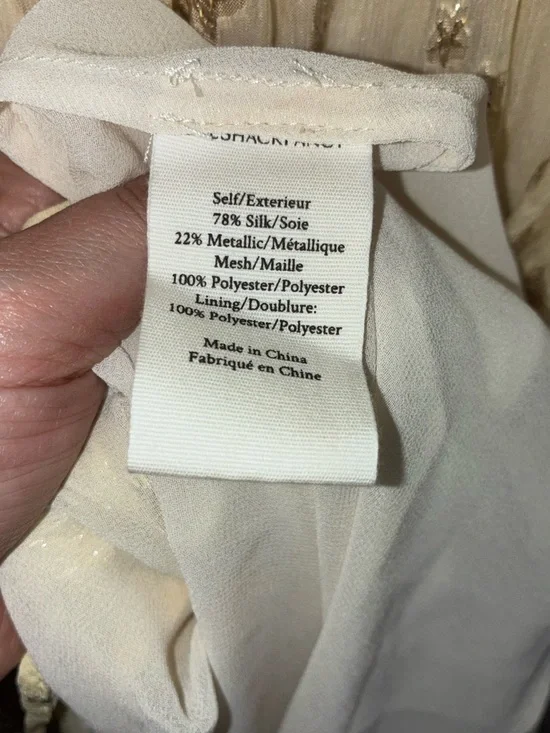 Self/Exterieur
78% Silk/Soie
22% Metallic/Métallique
Mesh/Maille
100% Polyester/Polyester
Lining/Doublure:
100% Polyester/Polyester
Made in China
Fabriqué en Chine